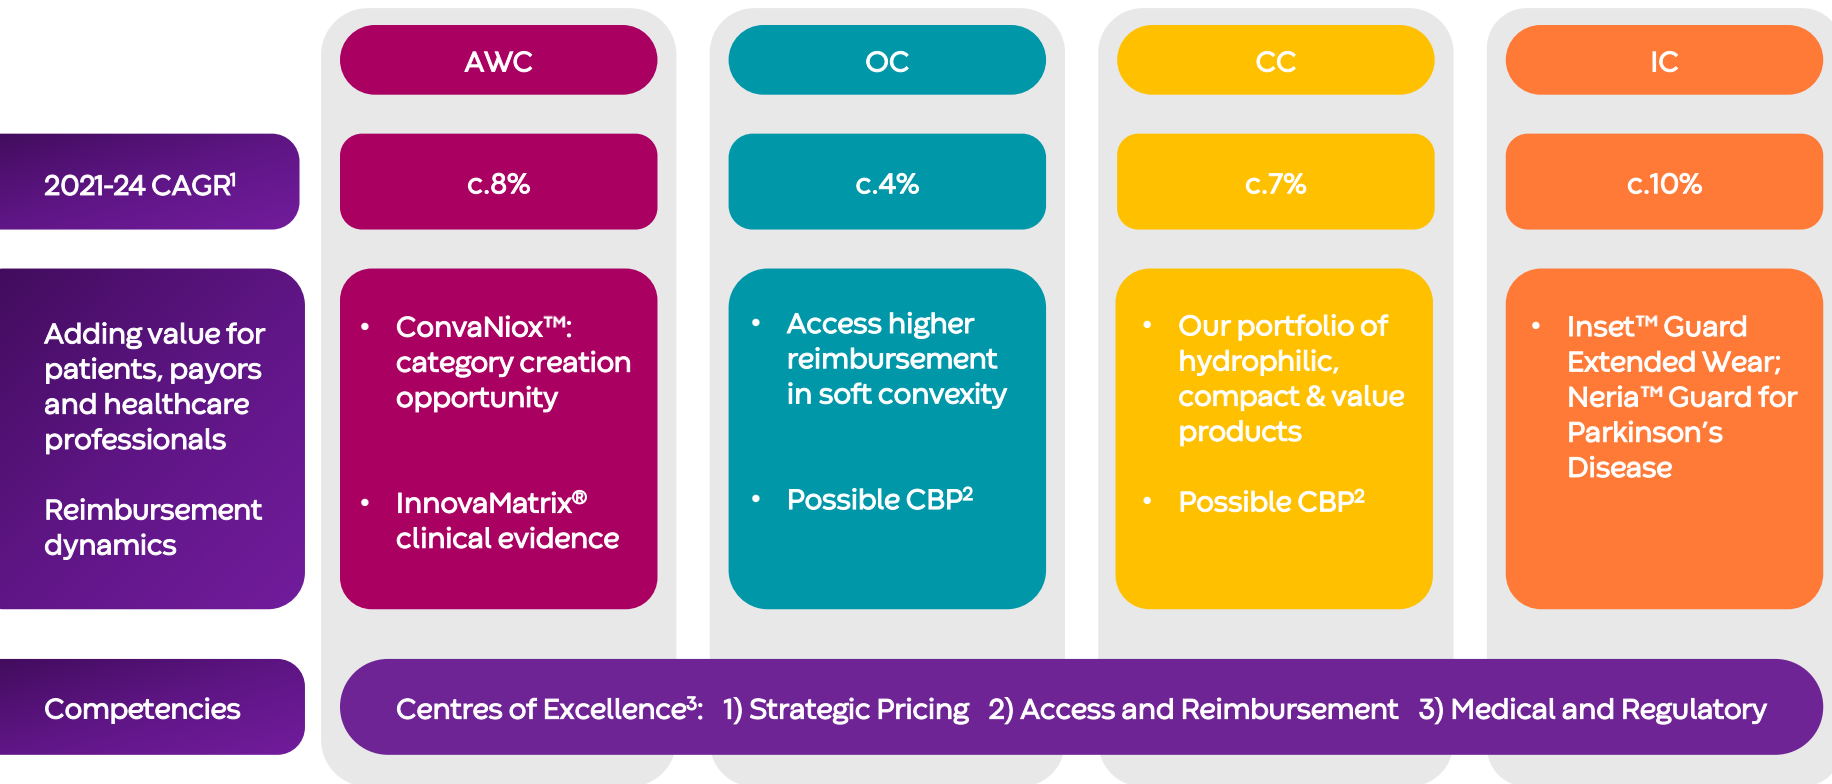 AWC
OC
CC
IC
2021-24 CAGR¹
c.8%
c.4%
c.7%
c.10%
Adding value for
patients, payors
and healthcare
professionals
Reimbursement
dynamics
• ConvaNiox™:
category creation
opportunity
• InnovaMatrix®
clinical evidence
• Access higher
reimbursement
in soft convexity
• Possible CBP²
• Our portfolio of
hydrophilic,
compact & value
products
• Possible CBP²
• Inset™ Guard
Extended Wear;
Neria™ Guard for
Parkinson's
Disease
Competencies
Centres of Excellence³: 1) Strategic Pricing 2) Access and Reimbursement 3) Medical and Regulatory